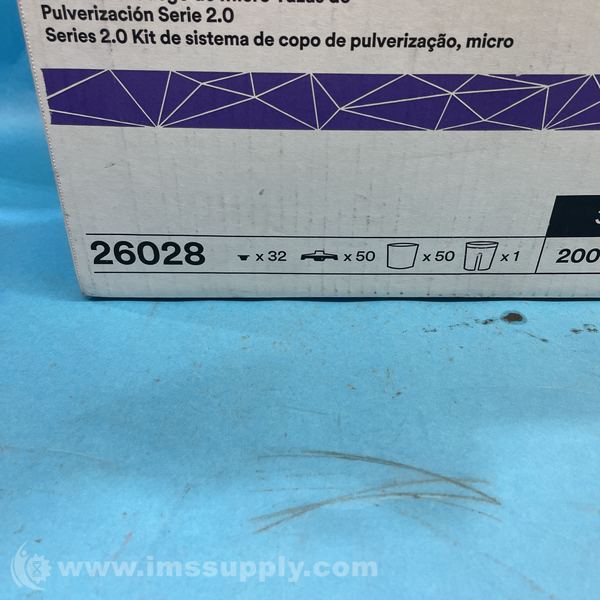 Pulverización Serie 2.0
Series 2.0 Kit de sistema de copo de pulverização, micro
26028 x 32 x 50 x 50 x 1 200
www.imssupply.com